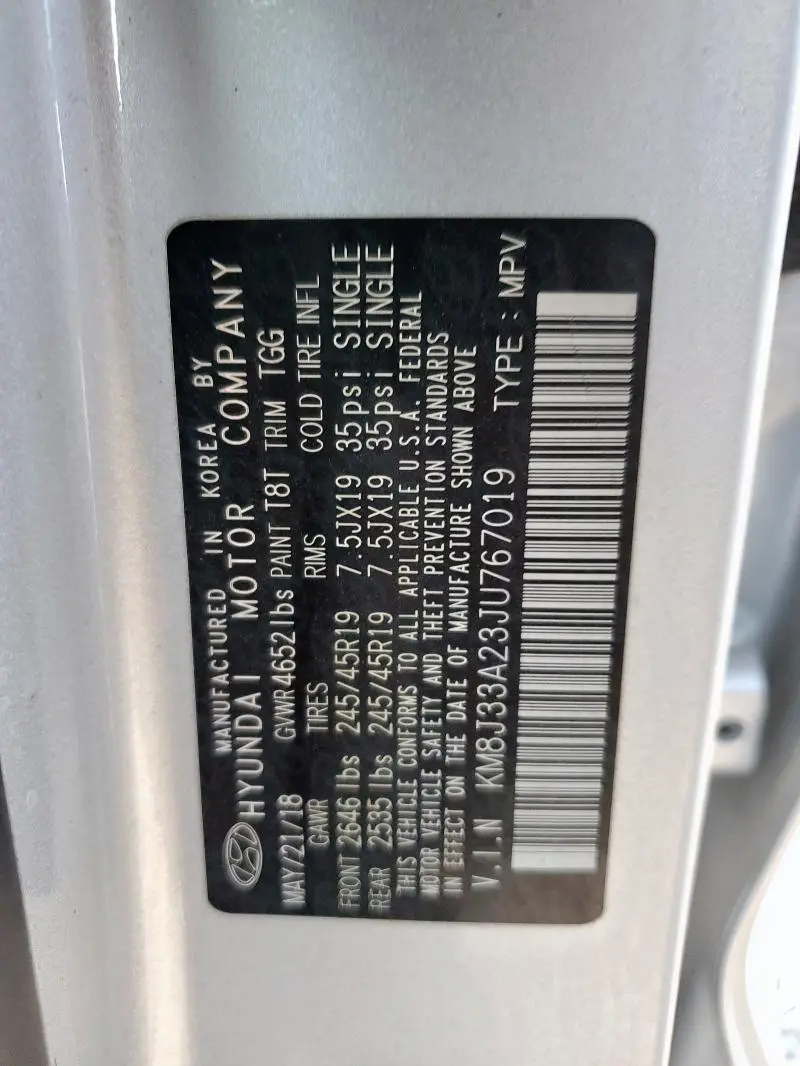 MANUFACTURED IN KOREA BY
HYUNDAI MOTOR COMPANY
MAY/21/18 GVWR 4652 lbs PAINT T8T TRIM TGG
GAWR TIRES RIMS COLD TIRE INFL
FRONT 2646 lbs 245/45R19 7.5JX19 35psi SINGLE
REAR 2535 lbs 245/45R19 7.5JX19 35psi SINGLE
THIS VEHICLE CONFORMS TO ALL APPLICABLE U.S.A. FEDERAL
MOTOR VEHICLE SAFETY AND THEFT PREVENTION STANDARDS
IN EFFECT ON THE DATE OF MANUFACTURE SHOWN ABOVE
V.I.N KM8J33A23JU767019 TYPE : MPV